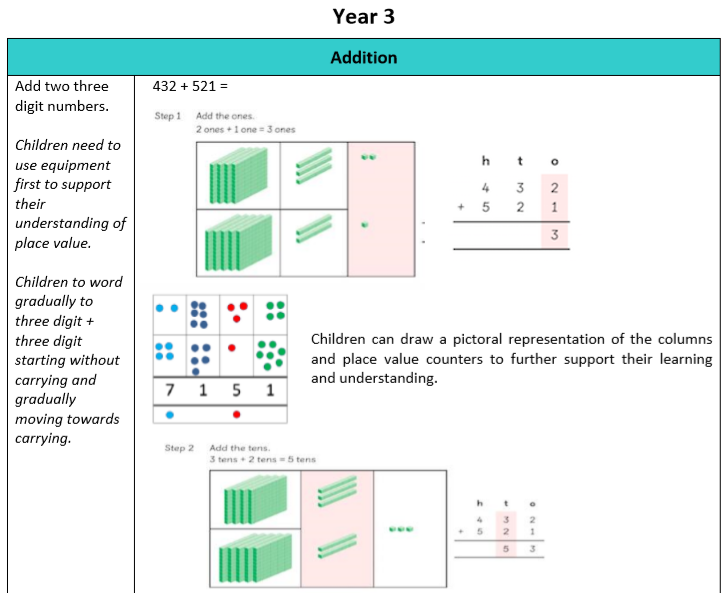 Year 3
Addition
Add two three
digit numbers.
Children need to
use equipment
first to support
their
understanding of
place value.
Children to word
gradually to
three digit +
three digit
starting without
carrying and
gradually
moving towards
carrying.
432 + 521 =
Step 1 Add the ones.
2 ones + 1 one = 3 ones
h t o
4 3 2
+ 5 2 1
3
7 1 5 1
Children can draw a pictoral representation of the columns
and place value counters to further support their learning
and understanding.
Step 2 Add the tens.
3 tens + 2 tens = 5 tens
h t o
4 3 2
+ 5 2 1
5 3